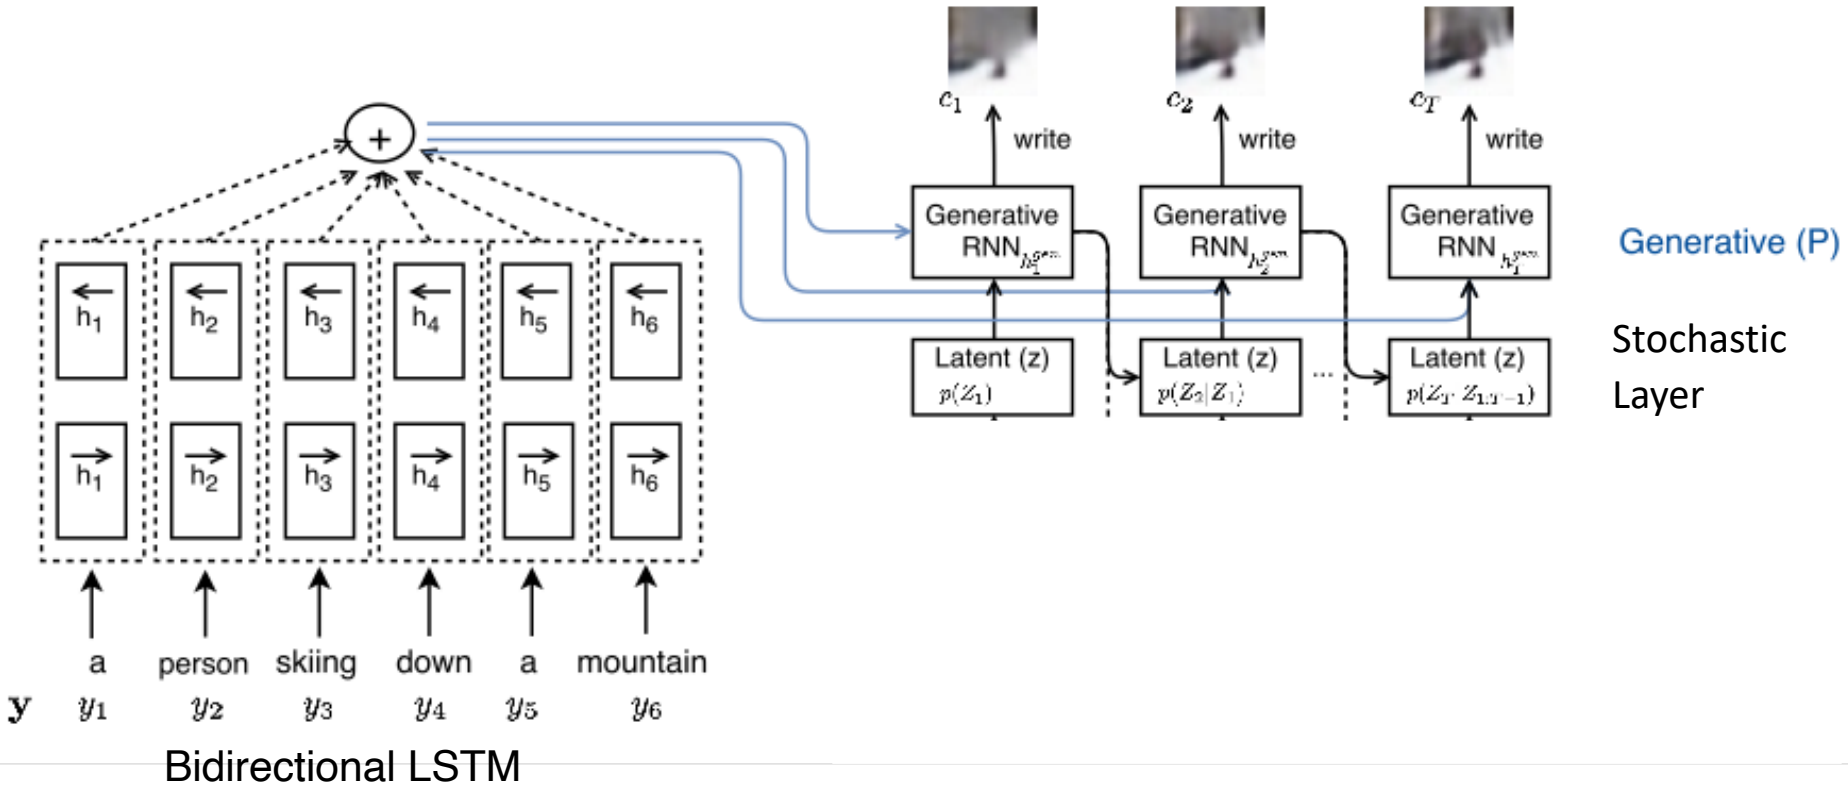 c₁ c₂ c_T
write write write
+
Generative Generative Generative
RNN RNN RNN
Generative (P)
h₁ h₂ h₃ h₄ h₅ h₆
Latent (z) Latent (z) Latent (z)
p(Z₁) p(Z₂|Z₁) ...
Stochastic
Layer
h₁ h₂ h₃ h₄ h₅ h₆
a person skiing down a mountain
y y₁ y₂ y₃ y₄ y₅ y₆
Bidirectional LSTM